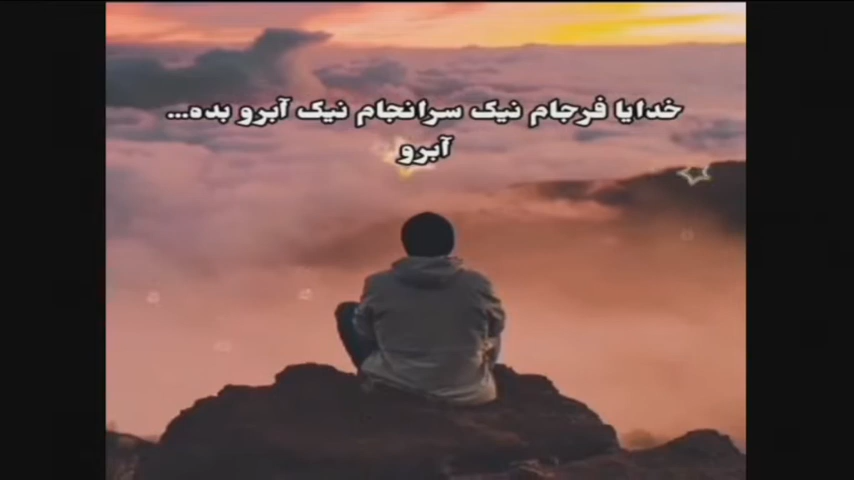 خدایا فرجام نیک سرانجام نیک آبرو بده...
آبرو